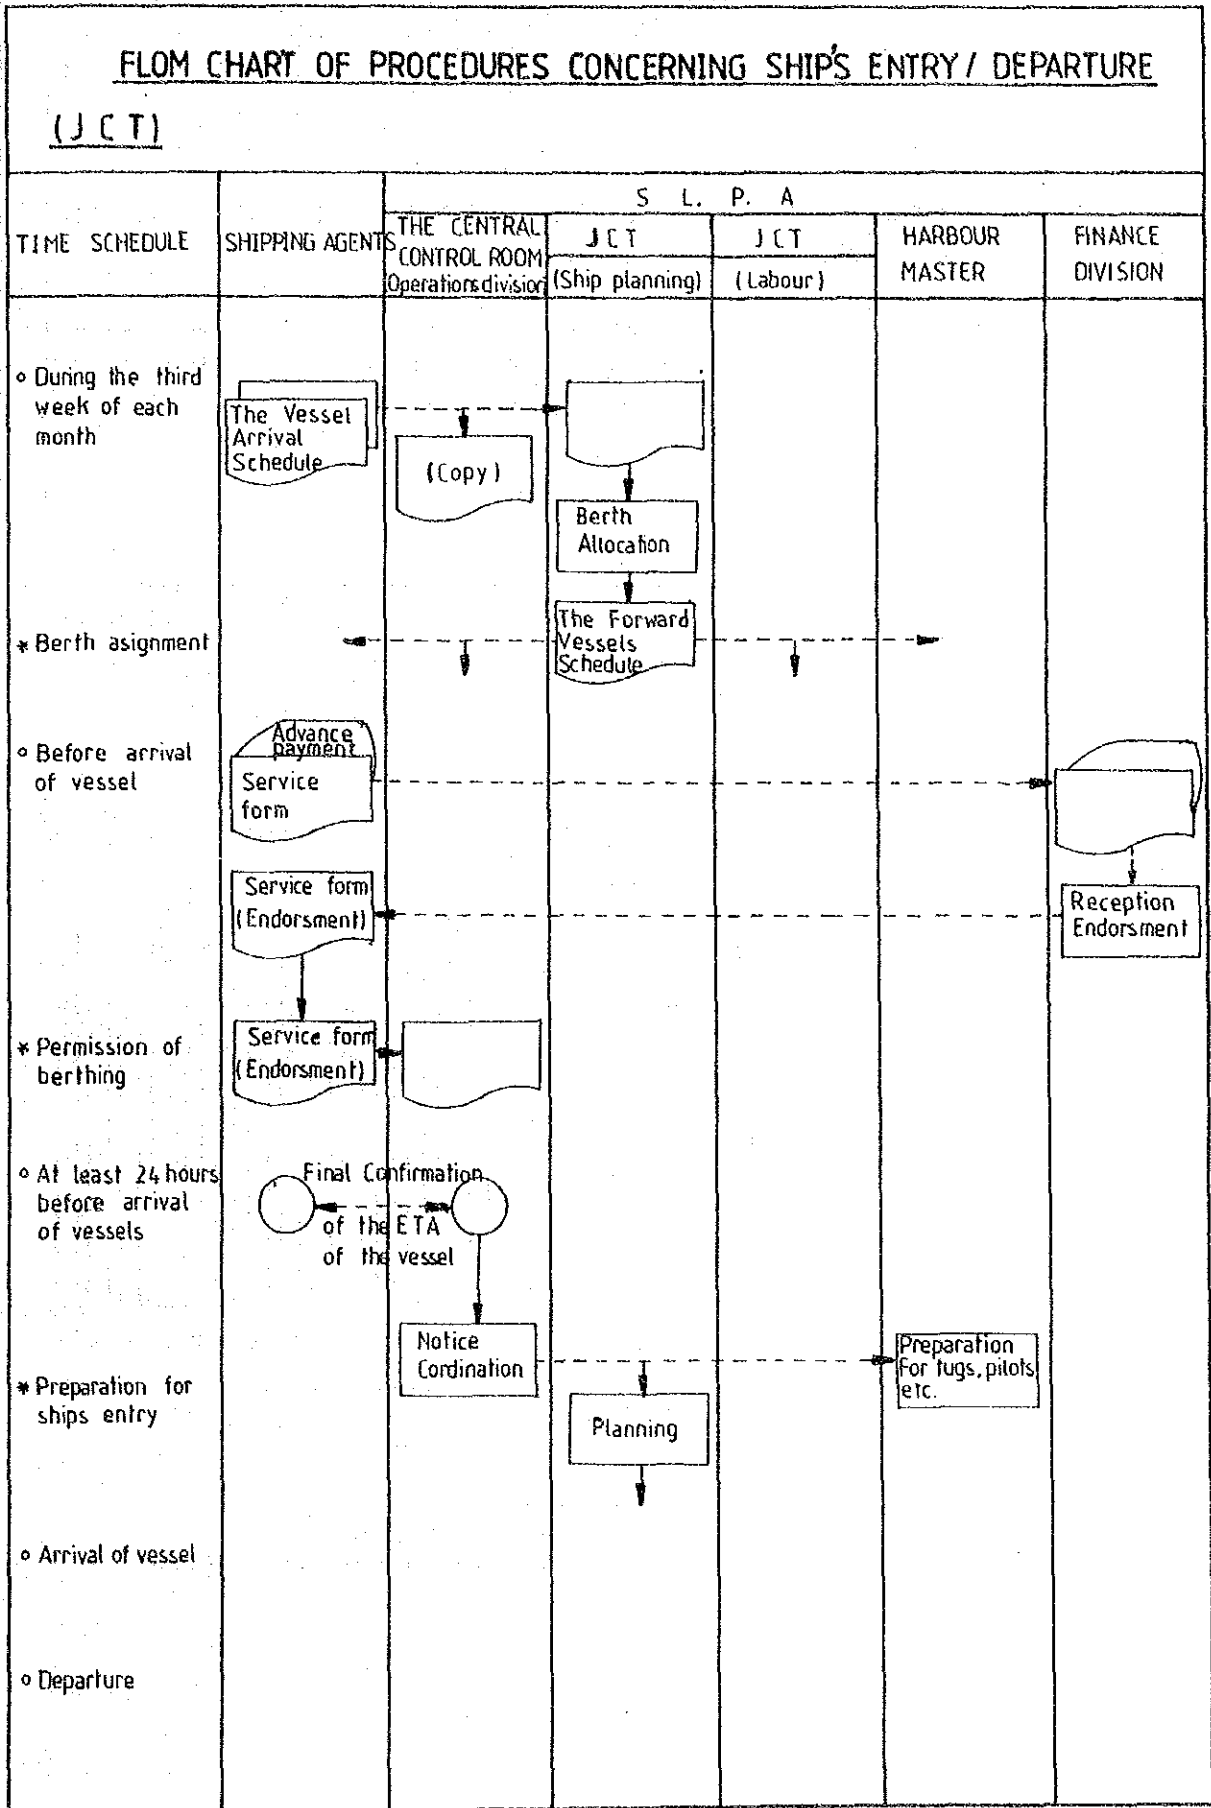 FLOM CHART OF PROCEDURES CONCERNING SHIP'S ENTRY / DEPARTURE
(J C T)
S L. P. A
TIME SCHEDULE
SHIPPING AGENTS
THE CENTRAL
CONTROL ROOM
Operations division
JCT
(Ship planning)
JCT
(Labour)
HARBOUR
MASTER
FINANCE
DIVISION
o During the third
week of each
month
The Vessel
Arrival
Schedule
(Copy)
Berth
Allocation
* Berth asignment
The Forward
Vessels
Schedule
o Before arrival
of vessel
Advance
payment
Service
form
Service form
(Endorsment)
Reception
Endorsment
* Permission of
berthing
Service form
(Endorsment)
o At least 24 hours
before arrival
of vessels
Final Confirmation
of the ETA
of the vessel
Notice
Cordination
Preparation
For tugs, pilots
etc.
* Preparation for
ships entry
Planning
o Arrival of vessel
o Departure